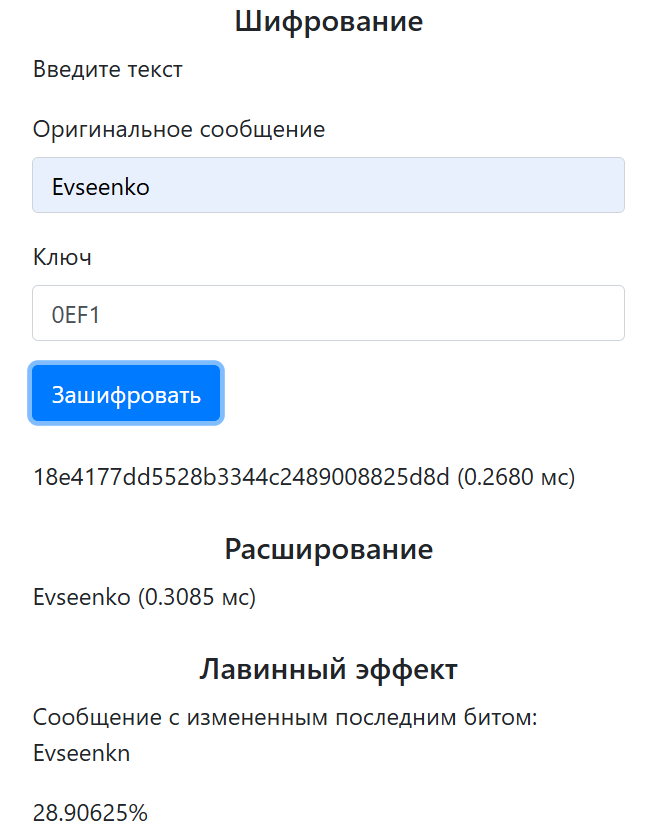 Шифрование
Введите текст
Оригинальное сообщение
Evseenko
Ключ
0EF1
Зашифровать
18e4177dd5528b3344c2489008825d8d (0.2680 мс)
Расширование
Evseenko (0.3085 мс)
Лавинный эффект
Сообщение с измененным последним битом:
Evseenkn
28.90625%